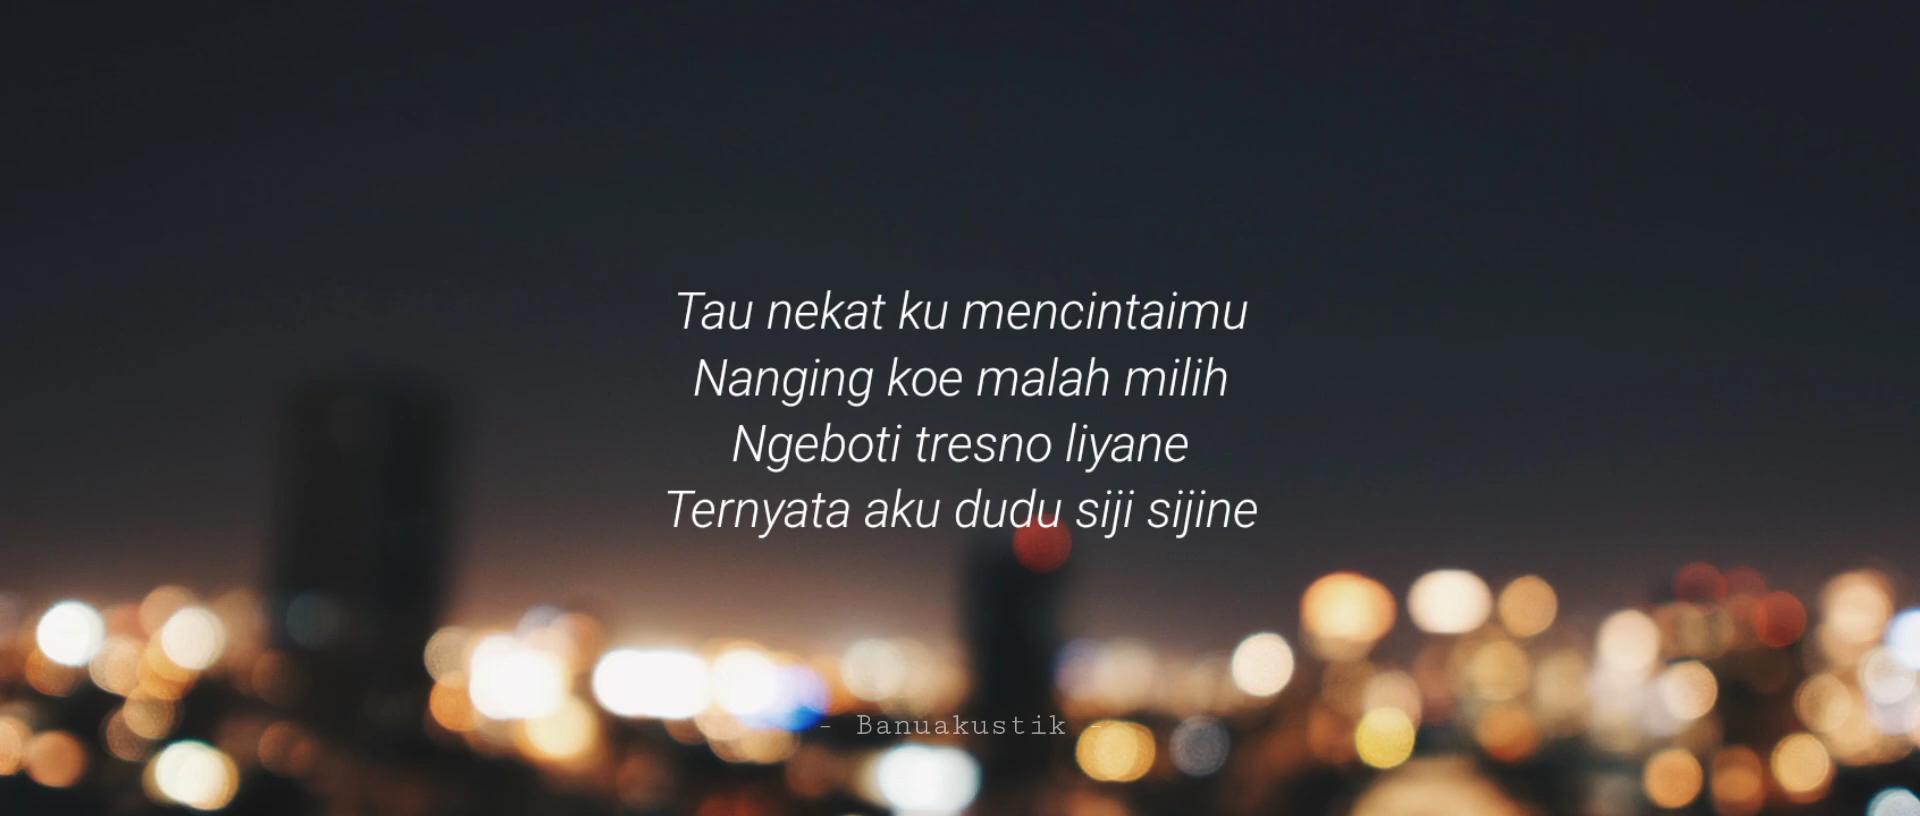 Tau nekat ku mencintaimu
Nanging koe malah milih
Ngeboti tresno liyane
Ternyata aku dudu siji sijine
- Banuakustik -